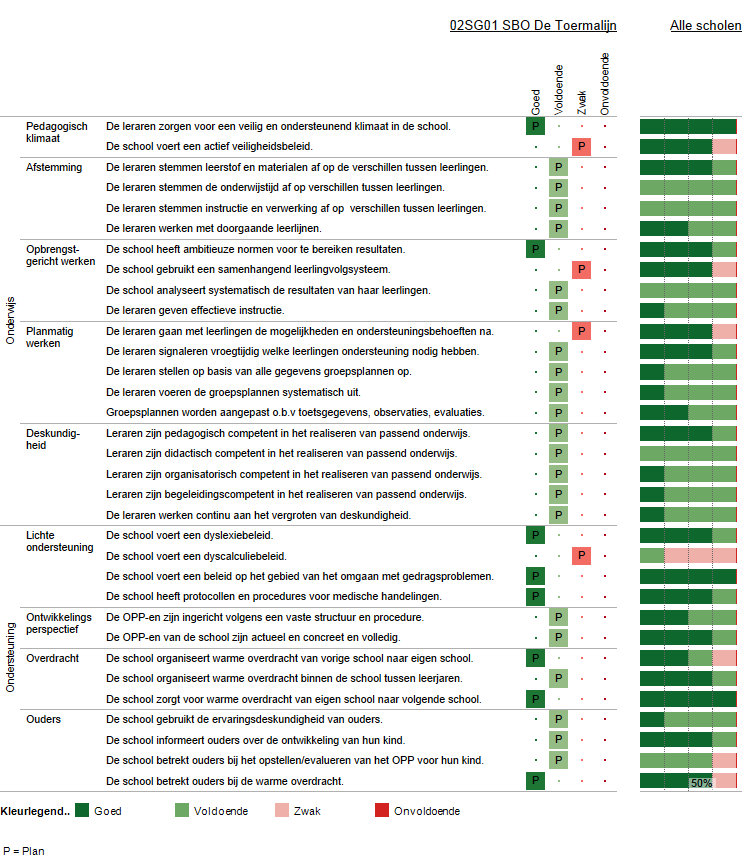 02SG01 SBO De Toermalijn
Alle scholen
Goed
Voldoende
Zwak
Onvoldoende
Onderwijs
Pedagogisch
klimaat
De leraren zorgen voor een veilig en ondersteunend klimaat in de school. P
De school voert een actief veiligheidsbeleid. P
Afstemming
De leraren stemmen leerstof en materialen af op de verschillen tussen leerlingen. P
De leraren stemmen de onderwijstijd af op verschillen tussen leerlingen. P
De leraren stemmen instructie en verwerking af op verschillen tussen leerlingen. P
De leraren werken met doorgaande leerlijnen. P
Opbrengst-
gericht werken
De school heeft ambitieuze normen voor te bereiken resultaten. P
De school gebruikt een samenhangend leerlingvolgsysteem. P
De school analyseert systematisch de resultaten van haar leerlingen. P
De leraren geven effectieve instructie. P
Planmatig
werken
De leraren gaan met leerlingen de mogelijkheden en ondersteuningsbehoeften na. P
De leraren signaleren vroegtijdig welke leerlingen ondersteuning nodig hebben. P
De leraren stellen op basis van alle gegevens groepsplannen op. P
De leraren voeren de groepsplannen systematisch uit. P
Groepsplannen worden aangepast o.b.v toetsgegevens, observaties, evaluaties. P
Deskundig-
heid
Leraren zijn pedagogisch competent in het realiseren van passend onderwijs. P
Leraren zijn didactisch competent in het realiseren van passend onderwijs. P
Leraren zijn organisatorisch competent in het realiseren van passend onderwijs. P
Leraren zijn begeleidingscompetent in het realiseren van passend onderwijs. P
De leraren werken continu aan het vergroten van deskundigheid. P
Ondersteuning
Lichte
ondersteuning
De school voert een dyslexiebeleid. P
De school voert een dyscalculiebeleid. P
De school voert een beleid op het gebied van het omgaan met gedragsproblemen. P
De school heeft protocollen en procedures voor medische handelingen. P
Ontwikkelings
perspectief
De OPP-en zijn ingericht volgens een vaste structuur en procedure. P
De OPP-en van de school zijn actueel en concreet en volledig. P
Overdracht
De school organiseert warme overdracht van vorige school naar eigen school. P
De school organiseert warme overdracht binnen de school tussen leerjaren. P
De school zorgt voor warme overdracht van eigen school naar volgende school. P
Ouders
De school gebruikt de ervaringsdeskundigheid van ouders. P
De school informeert ouders over de ontwikkeling van hun kind. P
De school betrekt ouders bij het opstellen/evalueren van het OPP voor hun kind. P
De school betrekt ouders bij de warme overdracht. P
50%
Kleurlegend.. Goed Voldoende Zwak Onvoldoende
P = Plan